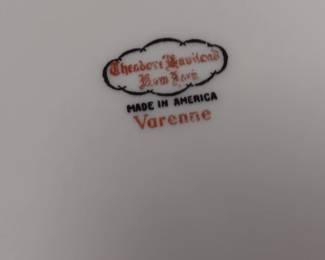 Theodore Haviland
New York
MADE IN AMERICA
Varenne